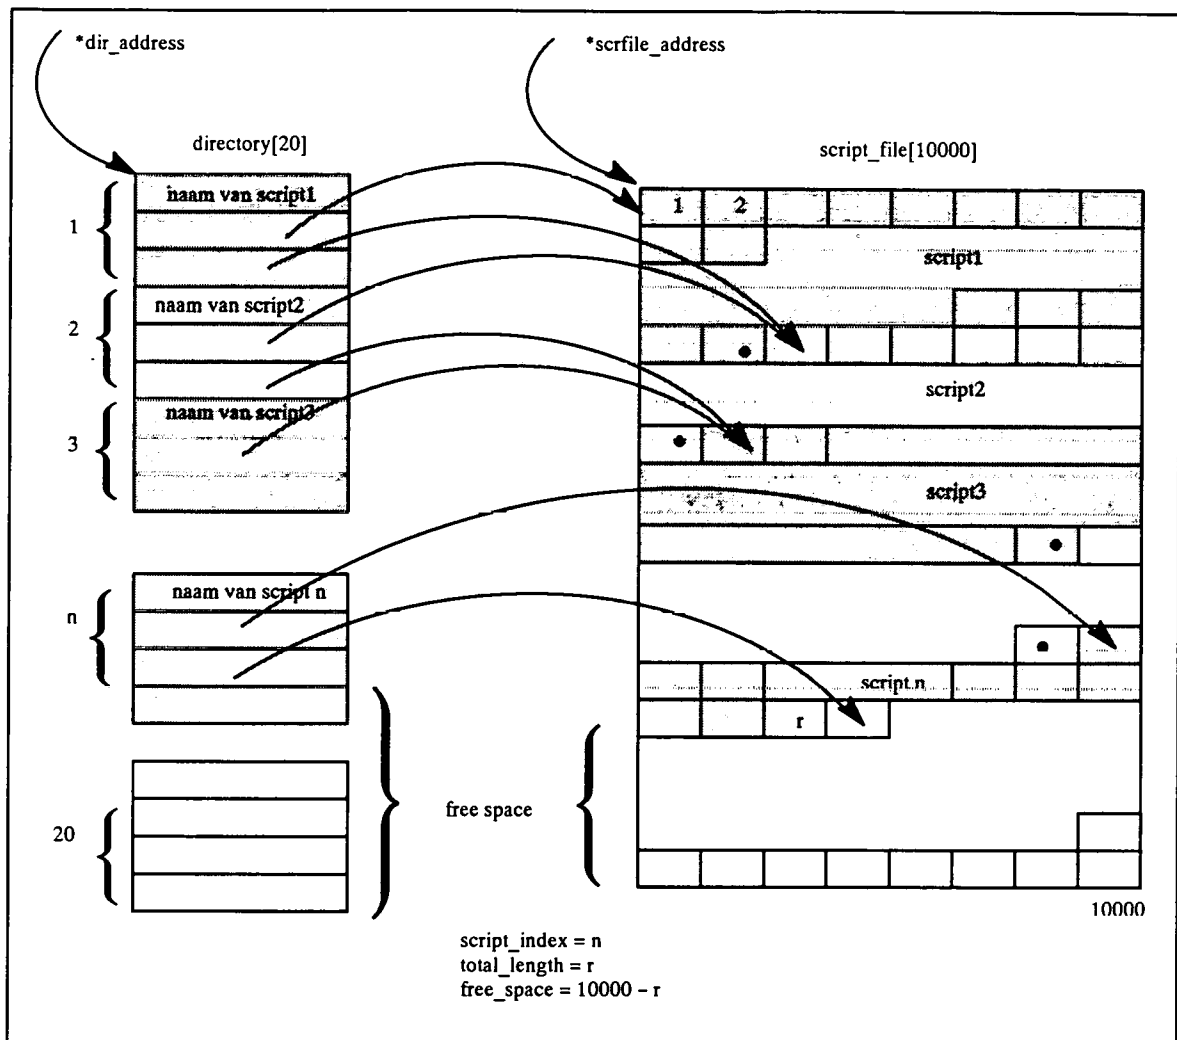 *dir_address
*scrfile_address
directory[20]
script_file[10000]
1
naam van script1
2
naam van script2
3
naam van script3
n
naam van script n
20
1 2
script1
script2
script3
script.n
r
free space
10000
script_index = n
total_length = r
free_space = 10000 – r